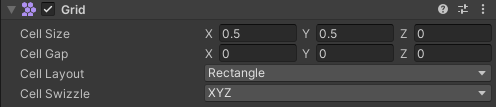 Grid
Cell Size X 0.5 Y 0.5 Z 0
Cell Gap X 0 Y 0 Z 0
Cell Layout Rectangle
Cell Swizzle XYZ